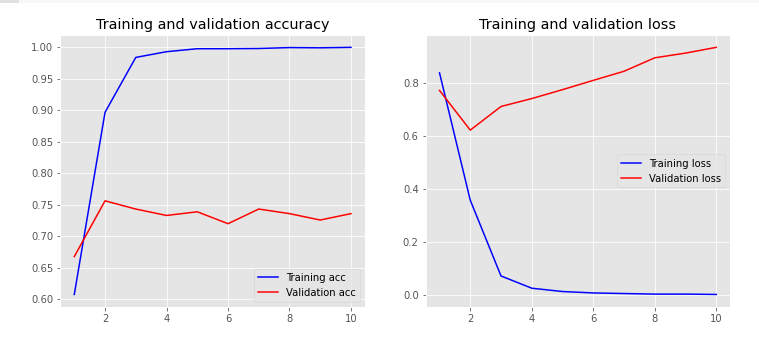 Training and validation accuracy
1.00
0.95
0.90
0.85
0.80
0.75
0.70
0.65
0.60
2 4 6 8 10
Training acc
Validation acc
Training and validation loss
0.8
0.6
0.4
0.2
0.0
2 4 6 8 10
Training loss
Validation loss